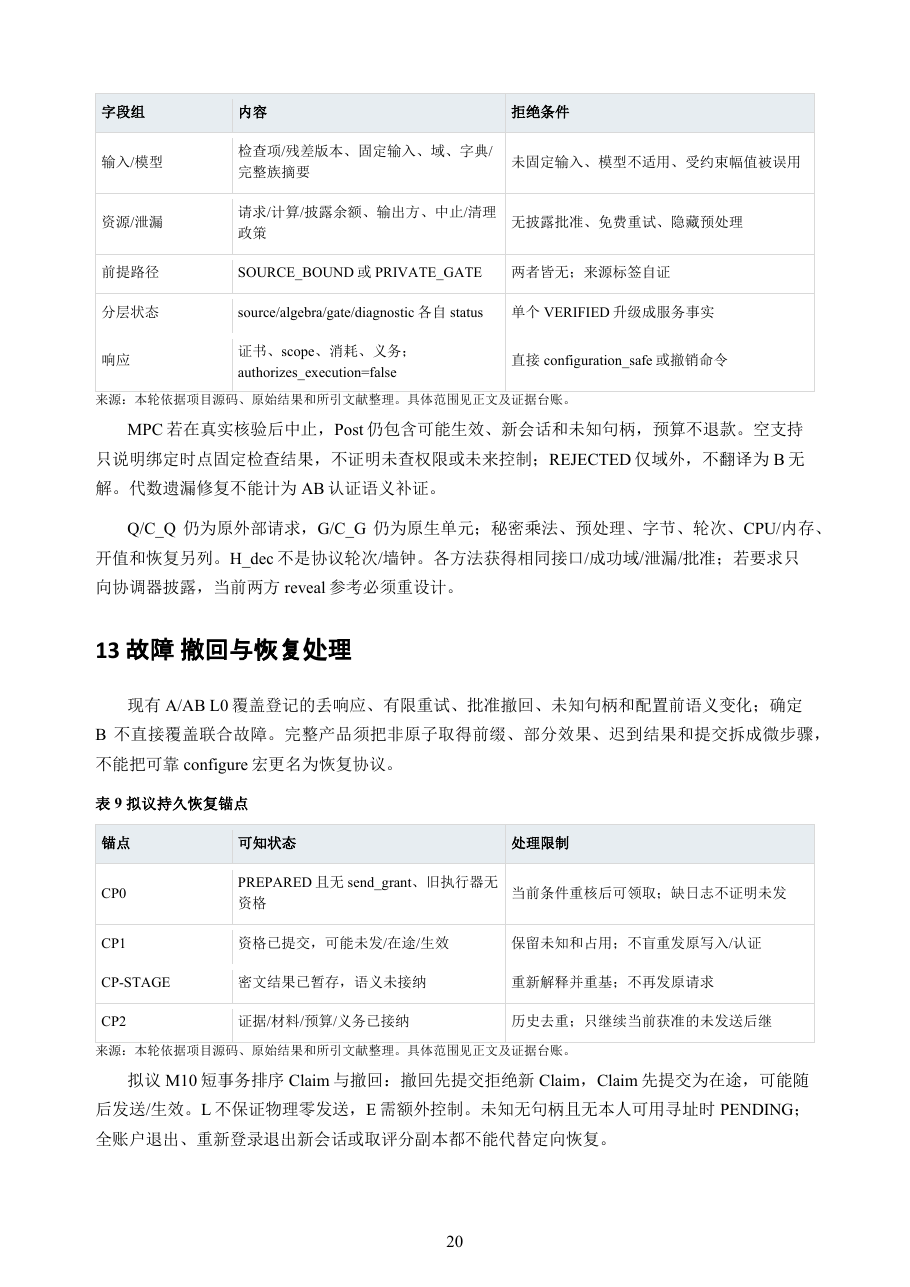 字段组 内容 拒绝条件
输入/模型 检查项/残差版本、固定输入、域、字典/ 未固定输入、模型不适用、受约束幅值被误用
完整族摘要
资源/泄漏 请求/计算/披露余额、输出方、中止/清理 无披露批准、免费重试、隐藏预处理
政策
前提路径 SOURCE_BOUND 或 PRIVATE_GATE 两者皆无；来源标签自证
分层状态 source/algebra/gate/diagnostic 各自 status 单个 VERIFIED 升级成服务事实
响应 证书、scope、消耗、义务； 直接 configuration_safe 或撤销命令
authorizes_execution=false
来源：本轮依据项目源码、原始结果和所引文献整理。具体范围见正文及证据台账。
MPC 若在真实核验后中止，Post 仍包含可能生效、新会话和未知句柄，预算不退款。空支持
只说明绑定时点固定检查结果，不证明未查权限或未来控制；REJECTED 仅域外，不翻译为 B 无
解。代数遗漏修复不能计为 AB 认证语义补证。
Q/C_Q 仍为原外部请求，G/C_G 仍为原生单元；秘密乘法、预处理、字节、轮次、CPU/内存、
开值和恢复另列。H_dec 不是协议轮次/墙钟。各方法获得相同接口/成功域/泄漏/批准；若要求只
向协调器披露，当前两方 reveal 参考必须重设计。
13 故障 撤回与恢复处理
现有 A/AB L0 覆盖登记的丢响应、有限重试、批准撤回、未知句柄和配置前语义变化；确定
B 不直接覆盖联合故障。完整产品须把非原子取得前缀、部分效果、迟到结果和提交拆成微步骤，
不能把可靠 configure 宏更名为恢复协议。
表 9 拟议持久恢复锚点
锚点 可知状态 处理限制
CP0 PREPARED 且无 send_grant、旧执行器无 当前条件重核后可领取；缺日志不证明未发
资格
CP1 资格已提交，可能未发/在途/生效 保留未知和占用；不盲重发原写入/认证
CP-STAGE 密文结果已暂存，语义未接纳 重新解释并重基；不再发原请求
CP2 证据/材料/预算/义务已接纳 历史去重；只继续当前获准的未发送后继
来源：本轮依据项目源码、原始结果和所引文献整理。具体范围见正文及证据台账。
拟议 M10 短事务排序 Claim 与撤回：撤回先提交拒绝新 Claim，Claim 先提交为在途，可能随
后发送/生效。L 不保证物理零发送，E 需额外控制。未知无句柄且无本人可用寻址时 PENDING；
全账户退出、重新登录退出新会话或取评分副本都不能代替定向恢复。
20